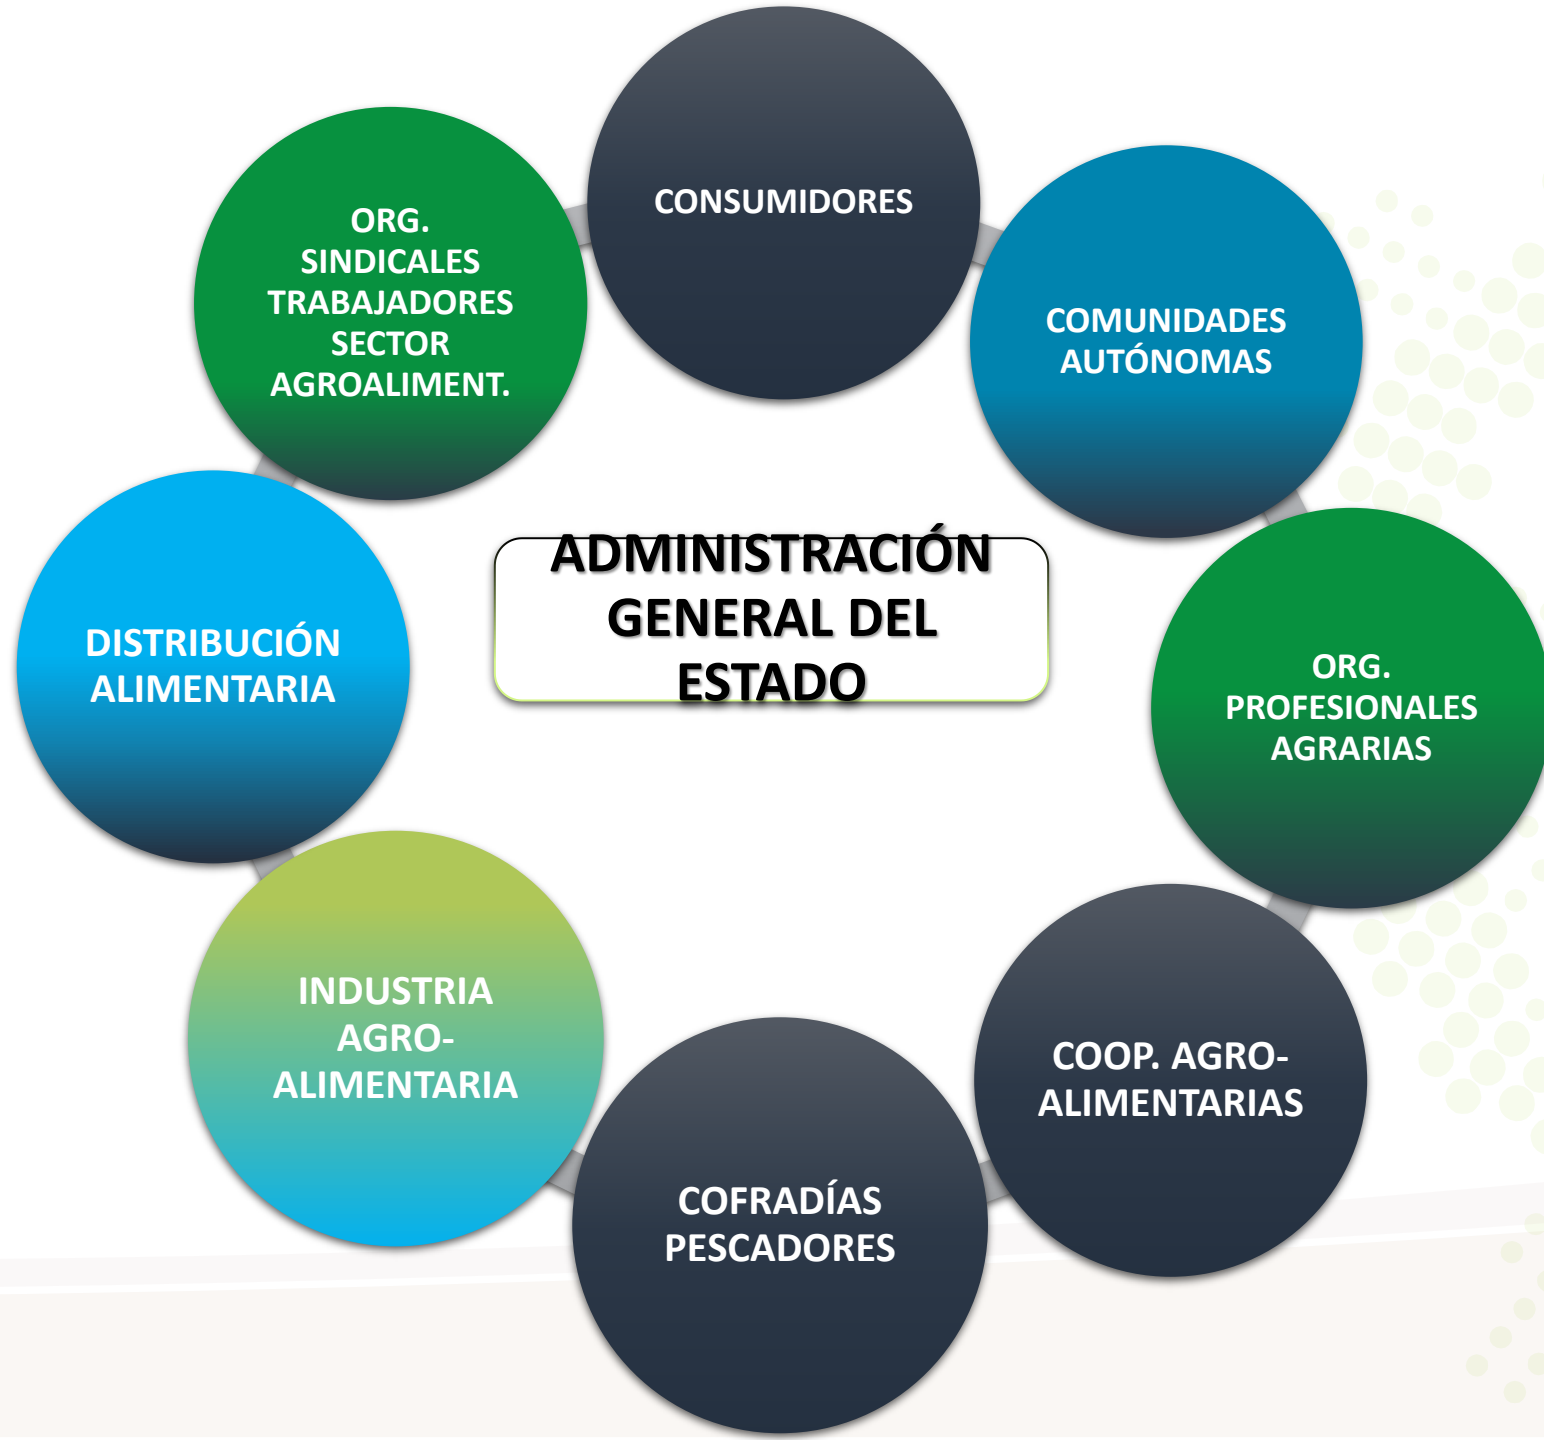 CONSUMIDORES
COMUNIDADES
AUTÓNOMAS
ORG.
PROFESIONALES
AGRARIAS
COOP. AGRO-
ALIMENTARIAS
COFRADÍAS
PESCADORES
INDUSTRIA
AGRO-
ALIMENTARIA
DISTRIBUCIÓN
ALIMENTARIA
ORG.
SINDICALES
TRABAJADORES
SECTOR
AGROALIMENT.
ADMINISTRACIÓN
GENERAL DEL
ESTADO